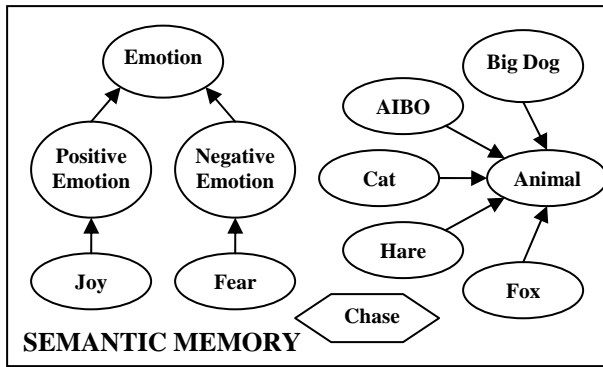 Emotion
Big Dog
AIBO
Positive
Emotion
Negative
Emotion
Cat
Animal
Hare
Joy
Fear
Fox
Chase
SEMANTIC MEMORY